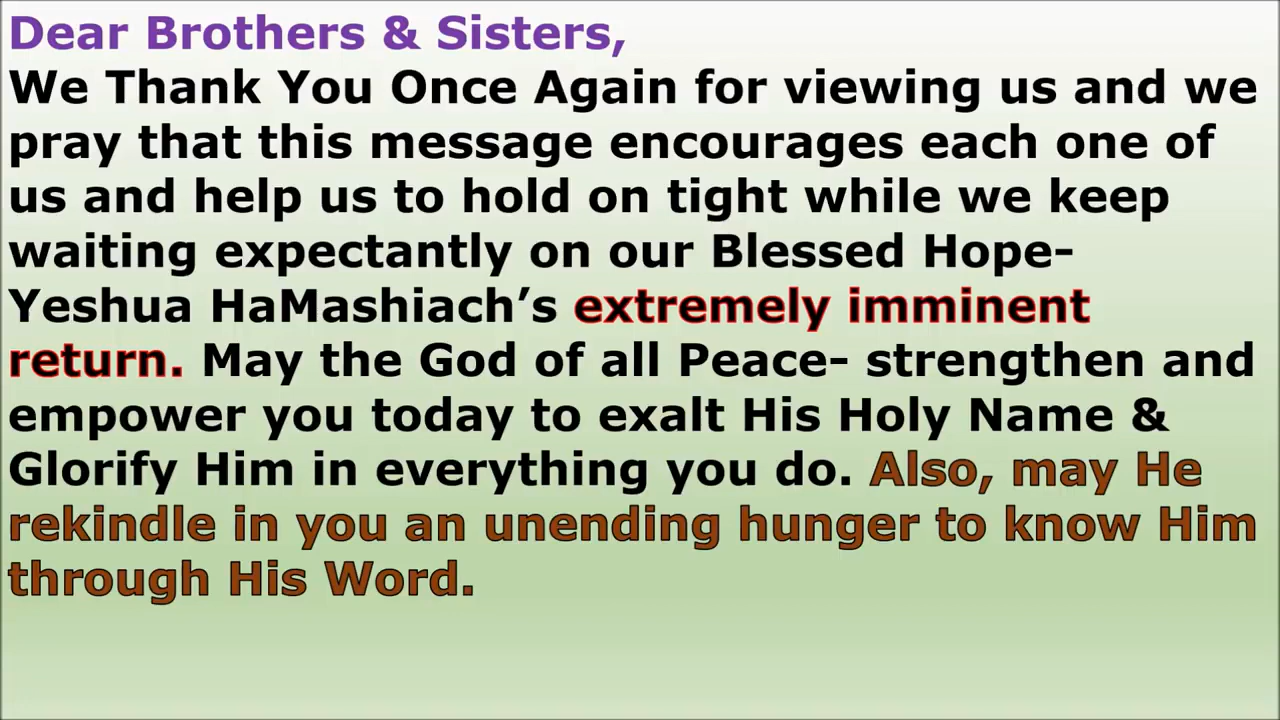 Dear Brothers & Sisters,
We Thank You Once Again for viewing us and we
pray that this message encourages each one of
us and help us to hold on tight while we keep
waiting expectantly on our Blessed Hope-
Yeshua HaMashiach’s extremely imminent
return. May the God of all Peace- strengthen and
empower you today to exalt His Holy Name &
Glorify Him in everything you do. Also, may He
rekindle in you an unending hunger to know Him
through His Word.